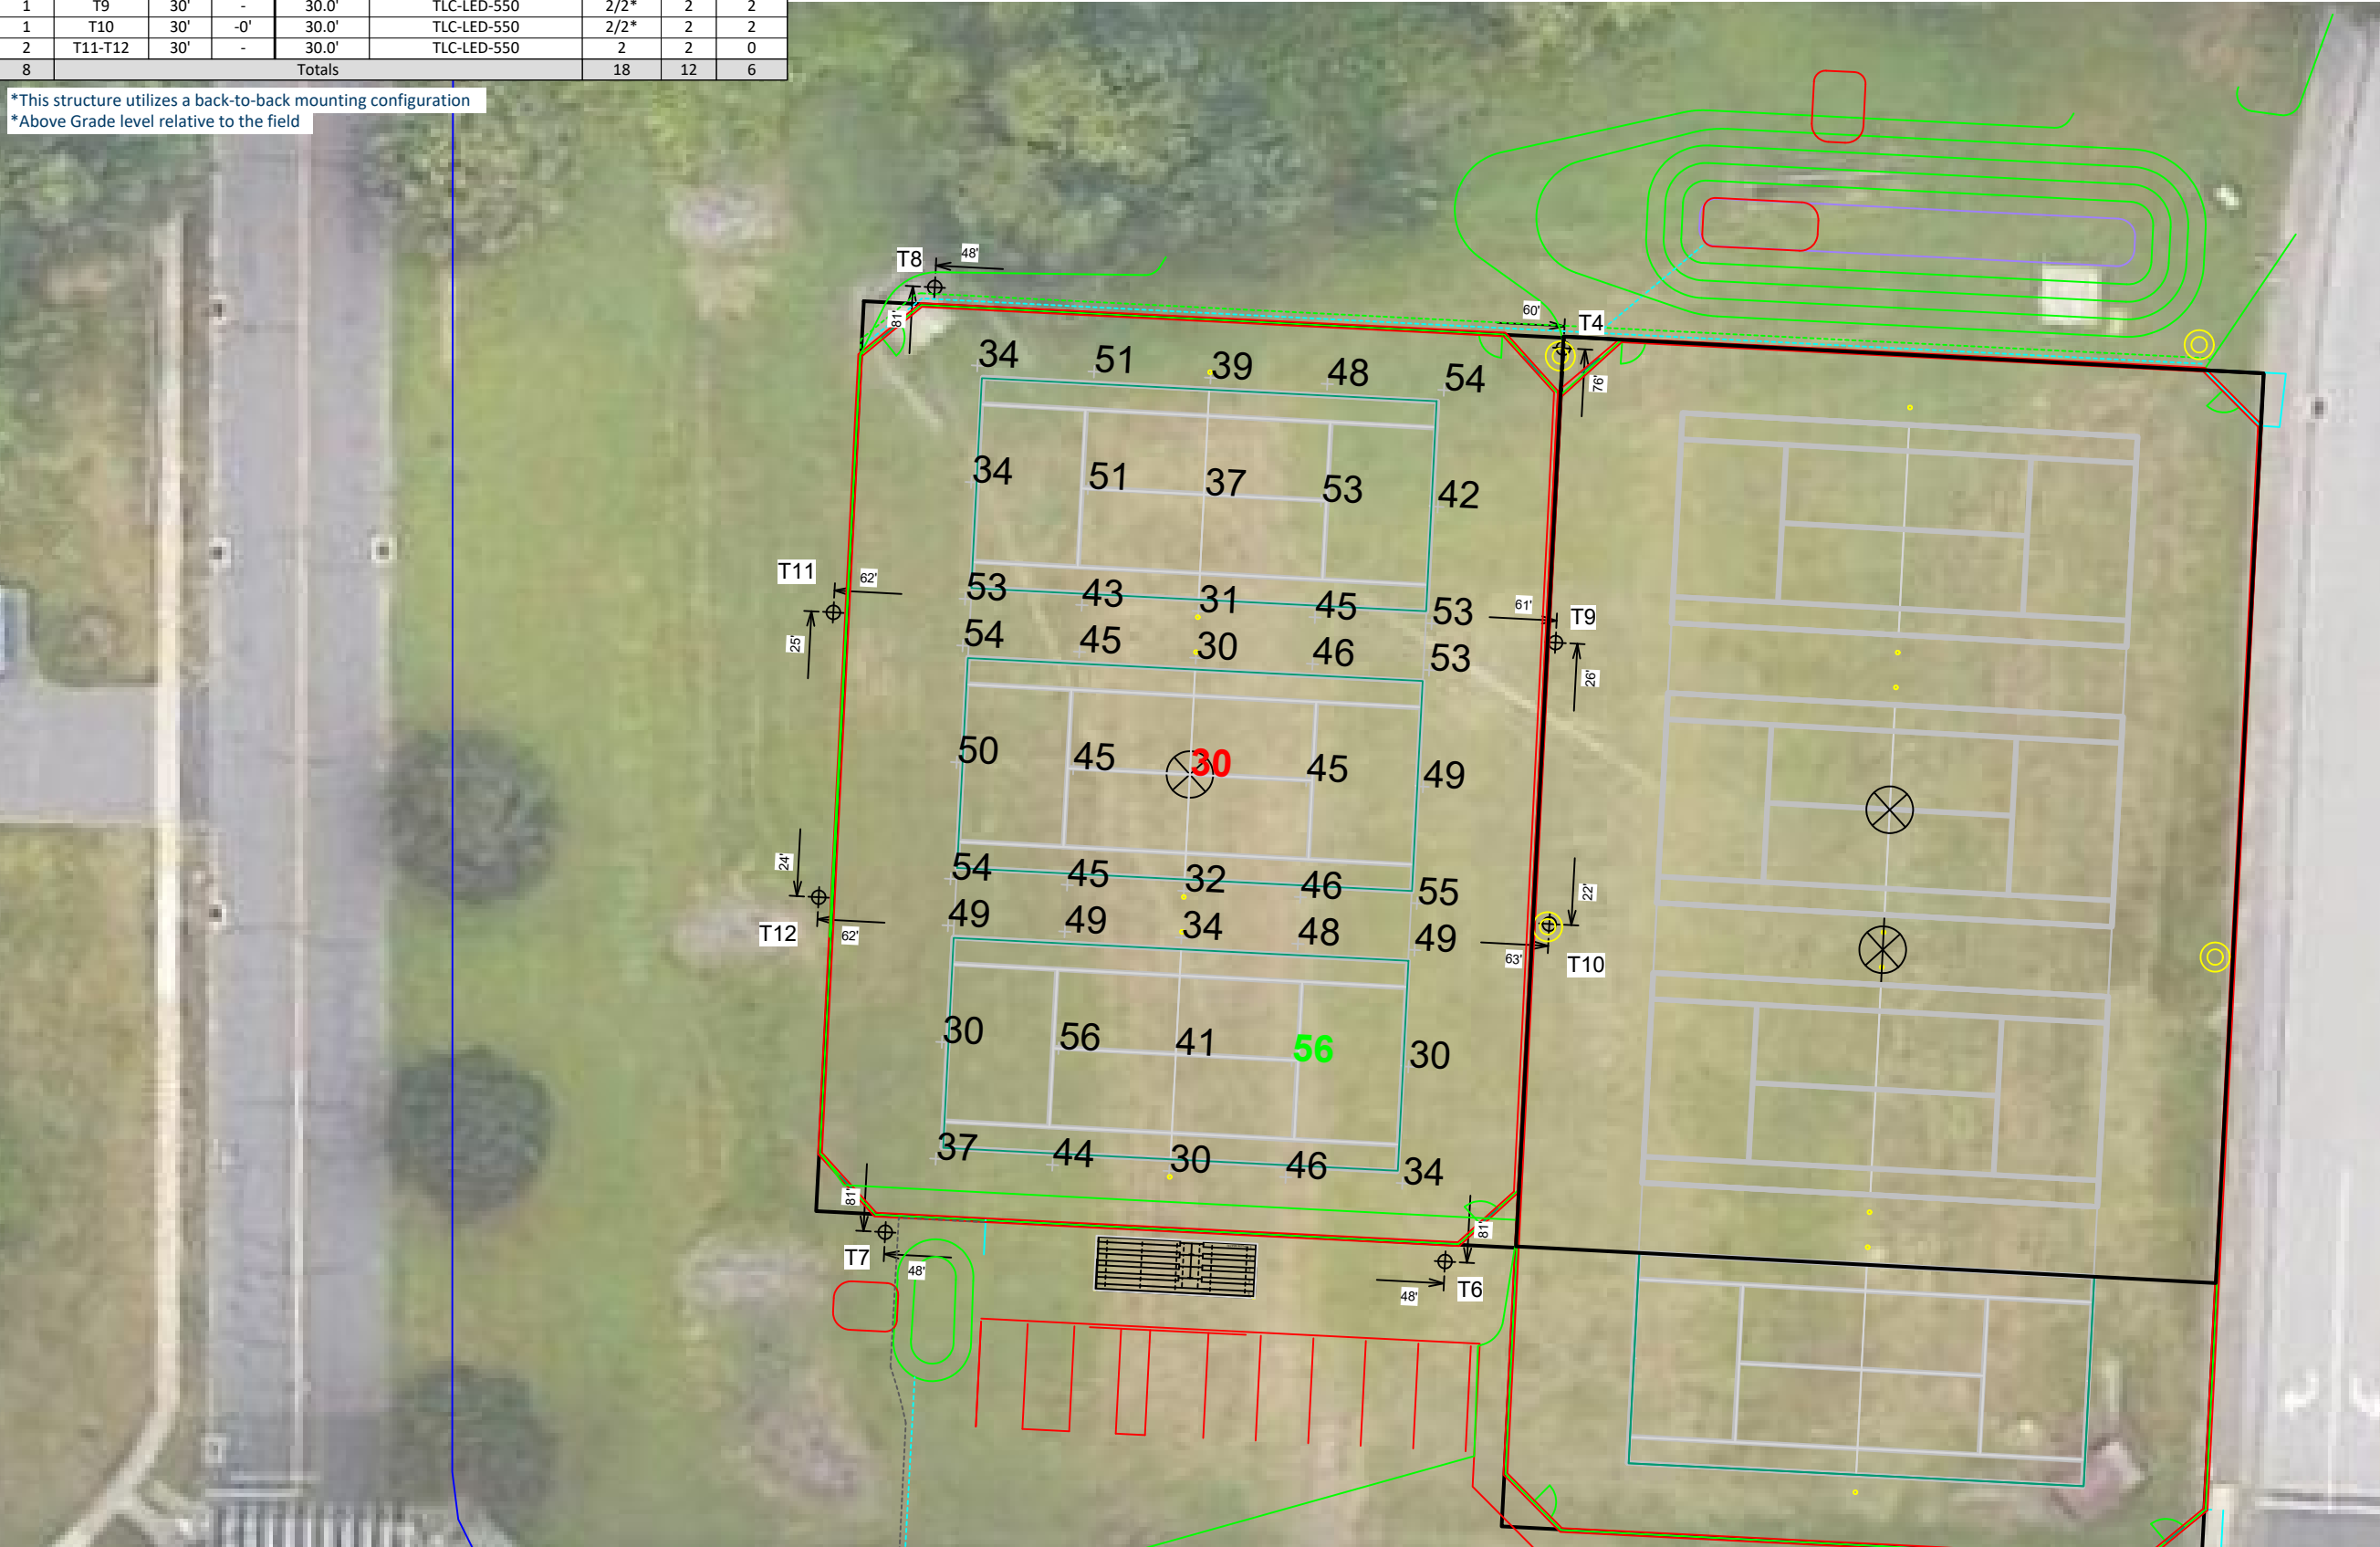 1 T9 30' - 30.0' TLC-LED-550 2/2* 2 2
1 T10 30' -0' 30.0' TLC-LED-550 2/2* 2 2
2 T11-T12 30' - 30.0' TLC-LED-550 2 2 0
8 Totals 18 12 6
*This structure utilizes a back-to-back mounting configuration
*Above Grade level relative to the field
T8 48'
81'
60'
T4
76'
34 51 39 48 54
34 51 37 53 42
T11 62'
25'
53 43 31 45 53
61' T9
26'
54 45 30 46 53
50 45 30 45 49
24'
54 45 32 46 55
22'
49 49 34 48 49
T12 62'
63' T10
30 56 41 56 30
37 44 30 46 34
81'
81'
T7 48'
48' T6